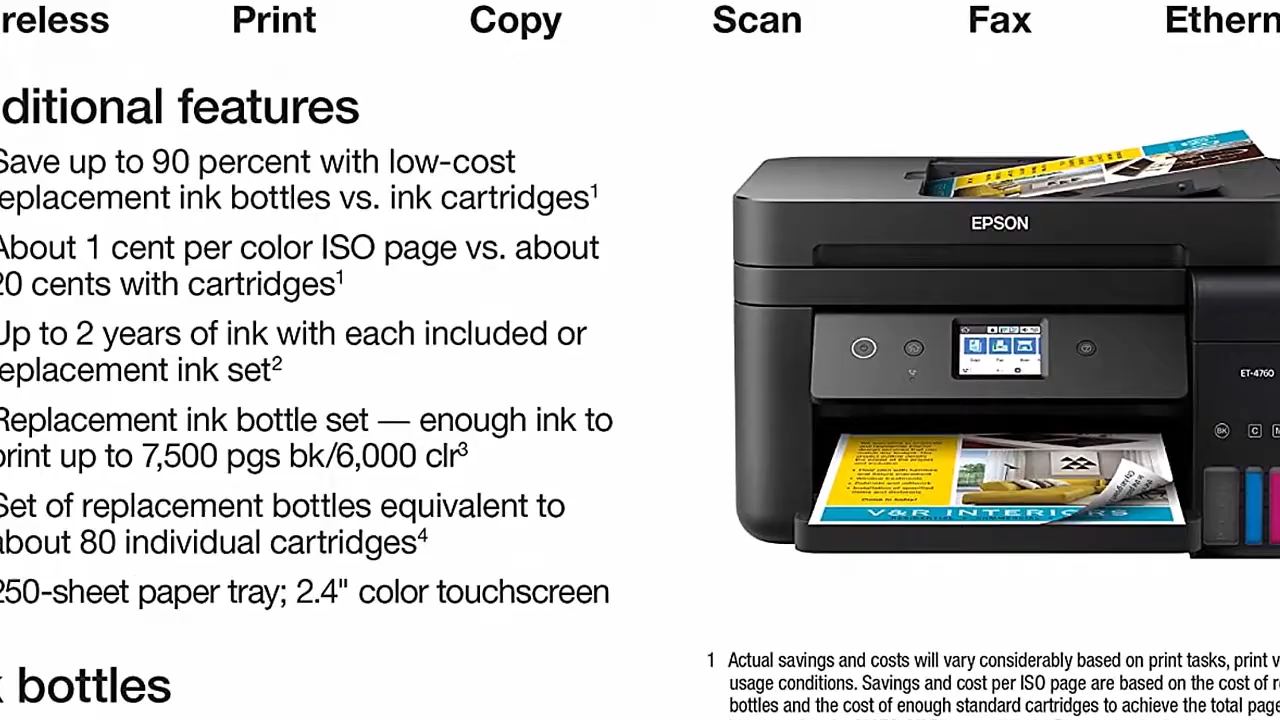 reless Print Copy Scan Fax Ethern
ditional features
Save up to 90 percent with low-cost
eplacement ink bottles vs. ink cartridges¹
About 1 cent per color ISO page vs. about
20 cents with cartridges¹
Up to 2 years of ink with each included or
eplacement ink set²
Replacement ink bottle set — enough ink to
print up to 7,500 pgs bk/6,000 clr³
Set of replacement bottles equivalent to
about 80 individual cartridges⁴
250-sheet paper tray; 2.4" color touchscreen
k bottles
EPSON
ET-4760
BK C M
V&R INTERIORS
1 Actual savings and costs will vary considerably based on print tasks, print v
usage conditions. Savings and cost per ISO page are based on the cost of re
bottles and the cost of enough standard cartridges to achieve the total page